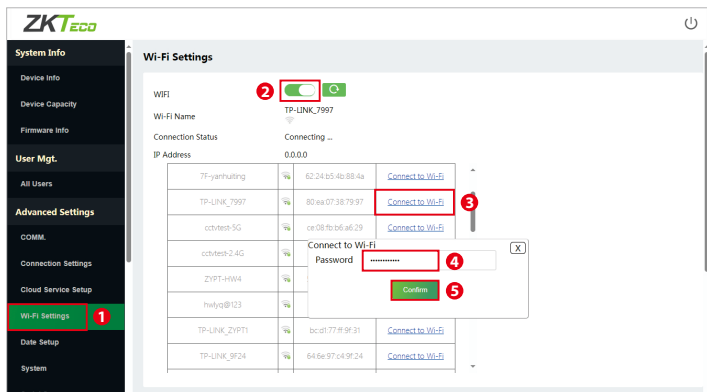 ZKTeco
System Info
Device Info
Device Capacity
Firmware Info
User Mgt.
All Users
Advanced Settings
COMM.
Connection Settings
Cloud Service Setup
Wi-Fi Settings 1
Date Setup
System
Wi-Fi Settings
WIFI 2
Wi-Fi Name TP-LINK_7997
Connection Status Connecting ...
IP Address 0.0.0.0
7F-yanhuiting 62:24:b5:4b:88:4a Connect to Wi-Fi
TP-LINK_7997 80:ea:07:38:79:97 Connect to Wi-Fi 3
cctvtest-5G ce:08:fb:b6:a6:29 Connect to Wi-Fi
cctvtest-2.4G
ZYPT-HW4
hwlyq@123
Connect to Wi-Fi X
Password ············ 4
Confirm 5
TP-LINK_ZYPT1 bc:d1:77:ff:9f:31 Connect to Wi-Fi
TP-LINK_9F24 64:6e:97:c4:9f:24 Connect to Wi-Fi